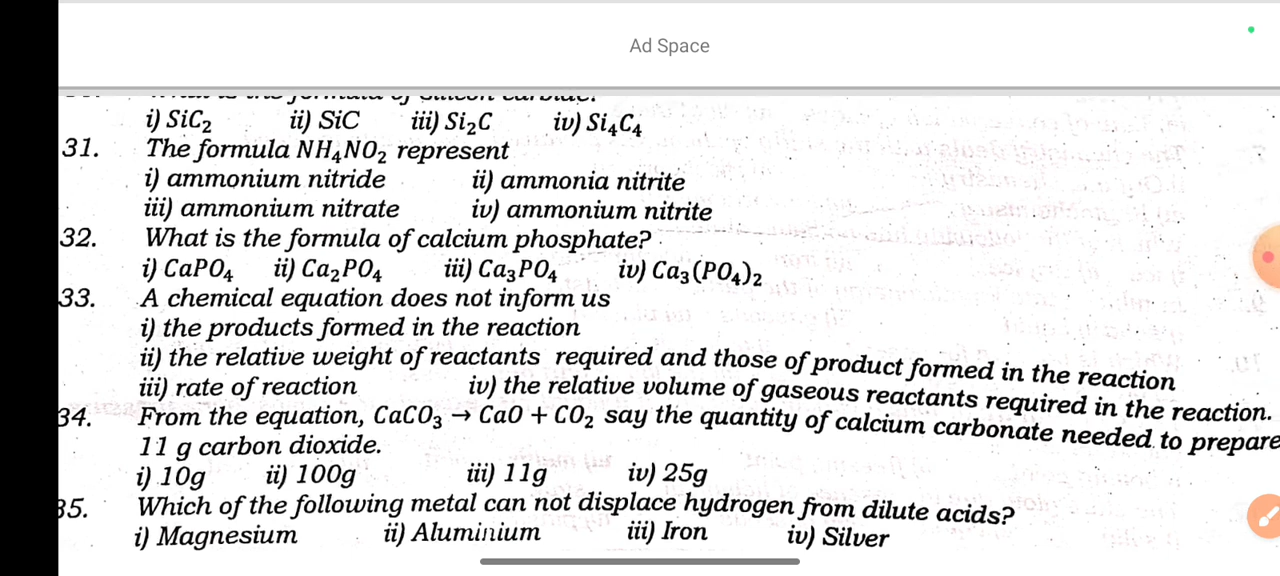 Ad Space
i) SiC₂ ii) SiC iii) Si₂C iv) Si₄C₄
31. The formula NH₄NO₂ represent
i) ammonium nitride ii) ammonia nitrite
iii) ammonium nitrate iv) ammonium nitrite
32. What is the formula of calcium phosphate?
i) CaPO₄ ii) Ca₂PO₄ iii) Ca₃PO₄ iv) Ca₃(PO₄)₂
33. A chemical equation does not inform us
i) the products formed in the reaction
ii) the relative weight of reactants required and those of product formed in the reaction
iii) rate of reaction iv) the relative volume of gaseous reactants required in the reaction.
34. From the equation, CaCO₃ → CaO + CO₂ say the quantity of calcium carbonate needed to prepare
11 g carbon dioxide.
i) 10g ii) 100g iii) 11g iv) 25g
35. Which of the following metal can not displace hydrogen from dilute acids?
i) Magnesium ii) Aluminium iii) Iron iv) Silver